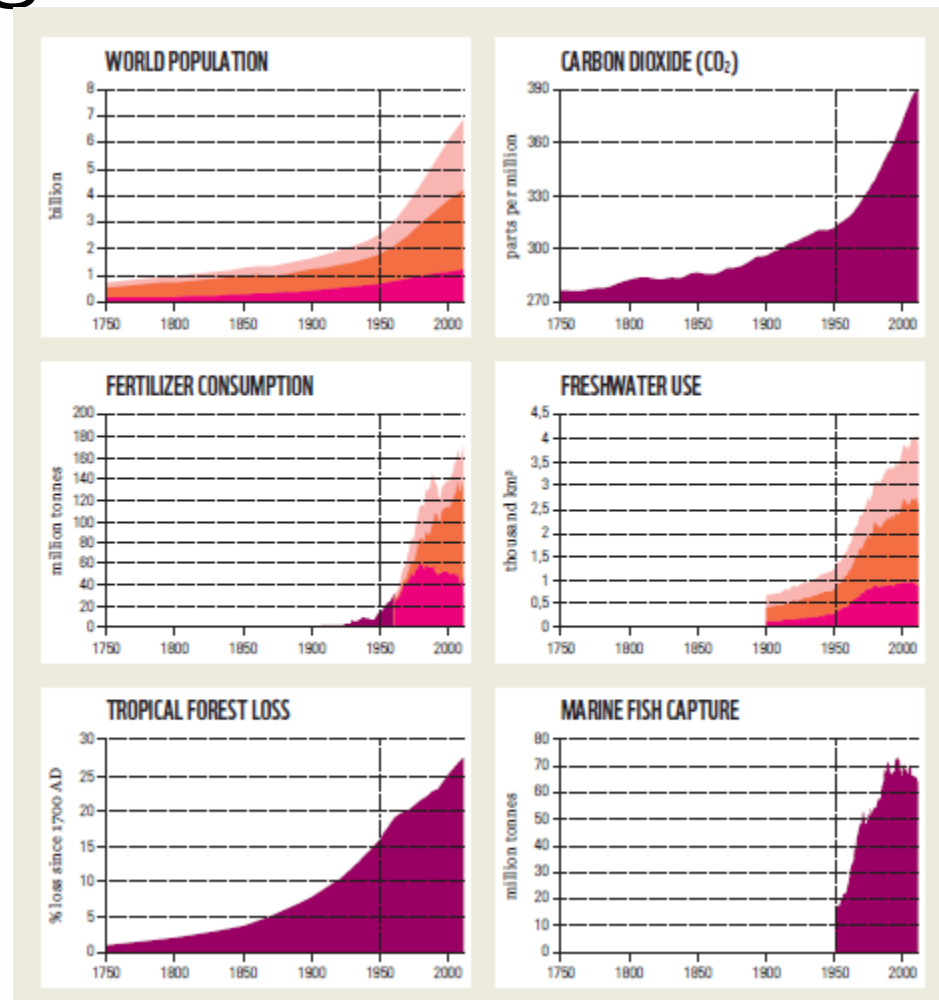 WORLD POPULATION
billion
8
7
6
5
4
3
2
1
0
1750 1800 1850 1900 1950 2000
CARBON DIOXIDE (CO₂)
parts per million
390
360
330
300
270
1750 1800 1850 1900 1950 2000
FERTILIZER CONSUMPTION
million tonnes
200
180
160
140
120
100
80
60
40
20
0
1750 1800 1850 1900 1950 2000
FRESHWATER USE
thousand km³
4,5
4
3,5
3
2,5
2
1,5
1
0,5
0
1750 1800 1850 1900 1950 2000
TROPICAL FOREST LOSS
% loss since 1700 AD
30
25
20
15
10
5
0
1750 1800 1850 1900 1950 2000
MARINE FISH CAPTURE
million tonnes
80
70
60
50
40
30
20
10
0
1750 1800 1850 1900 1950 2000